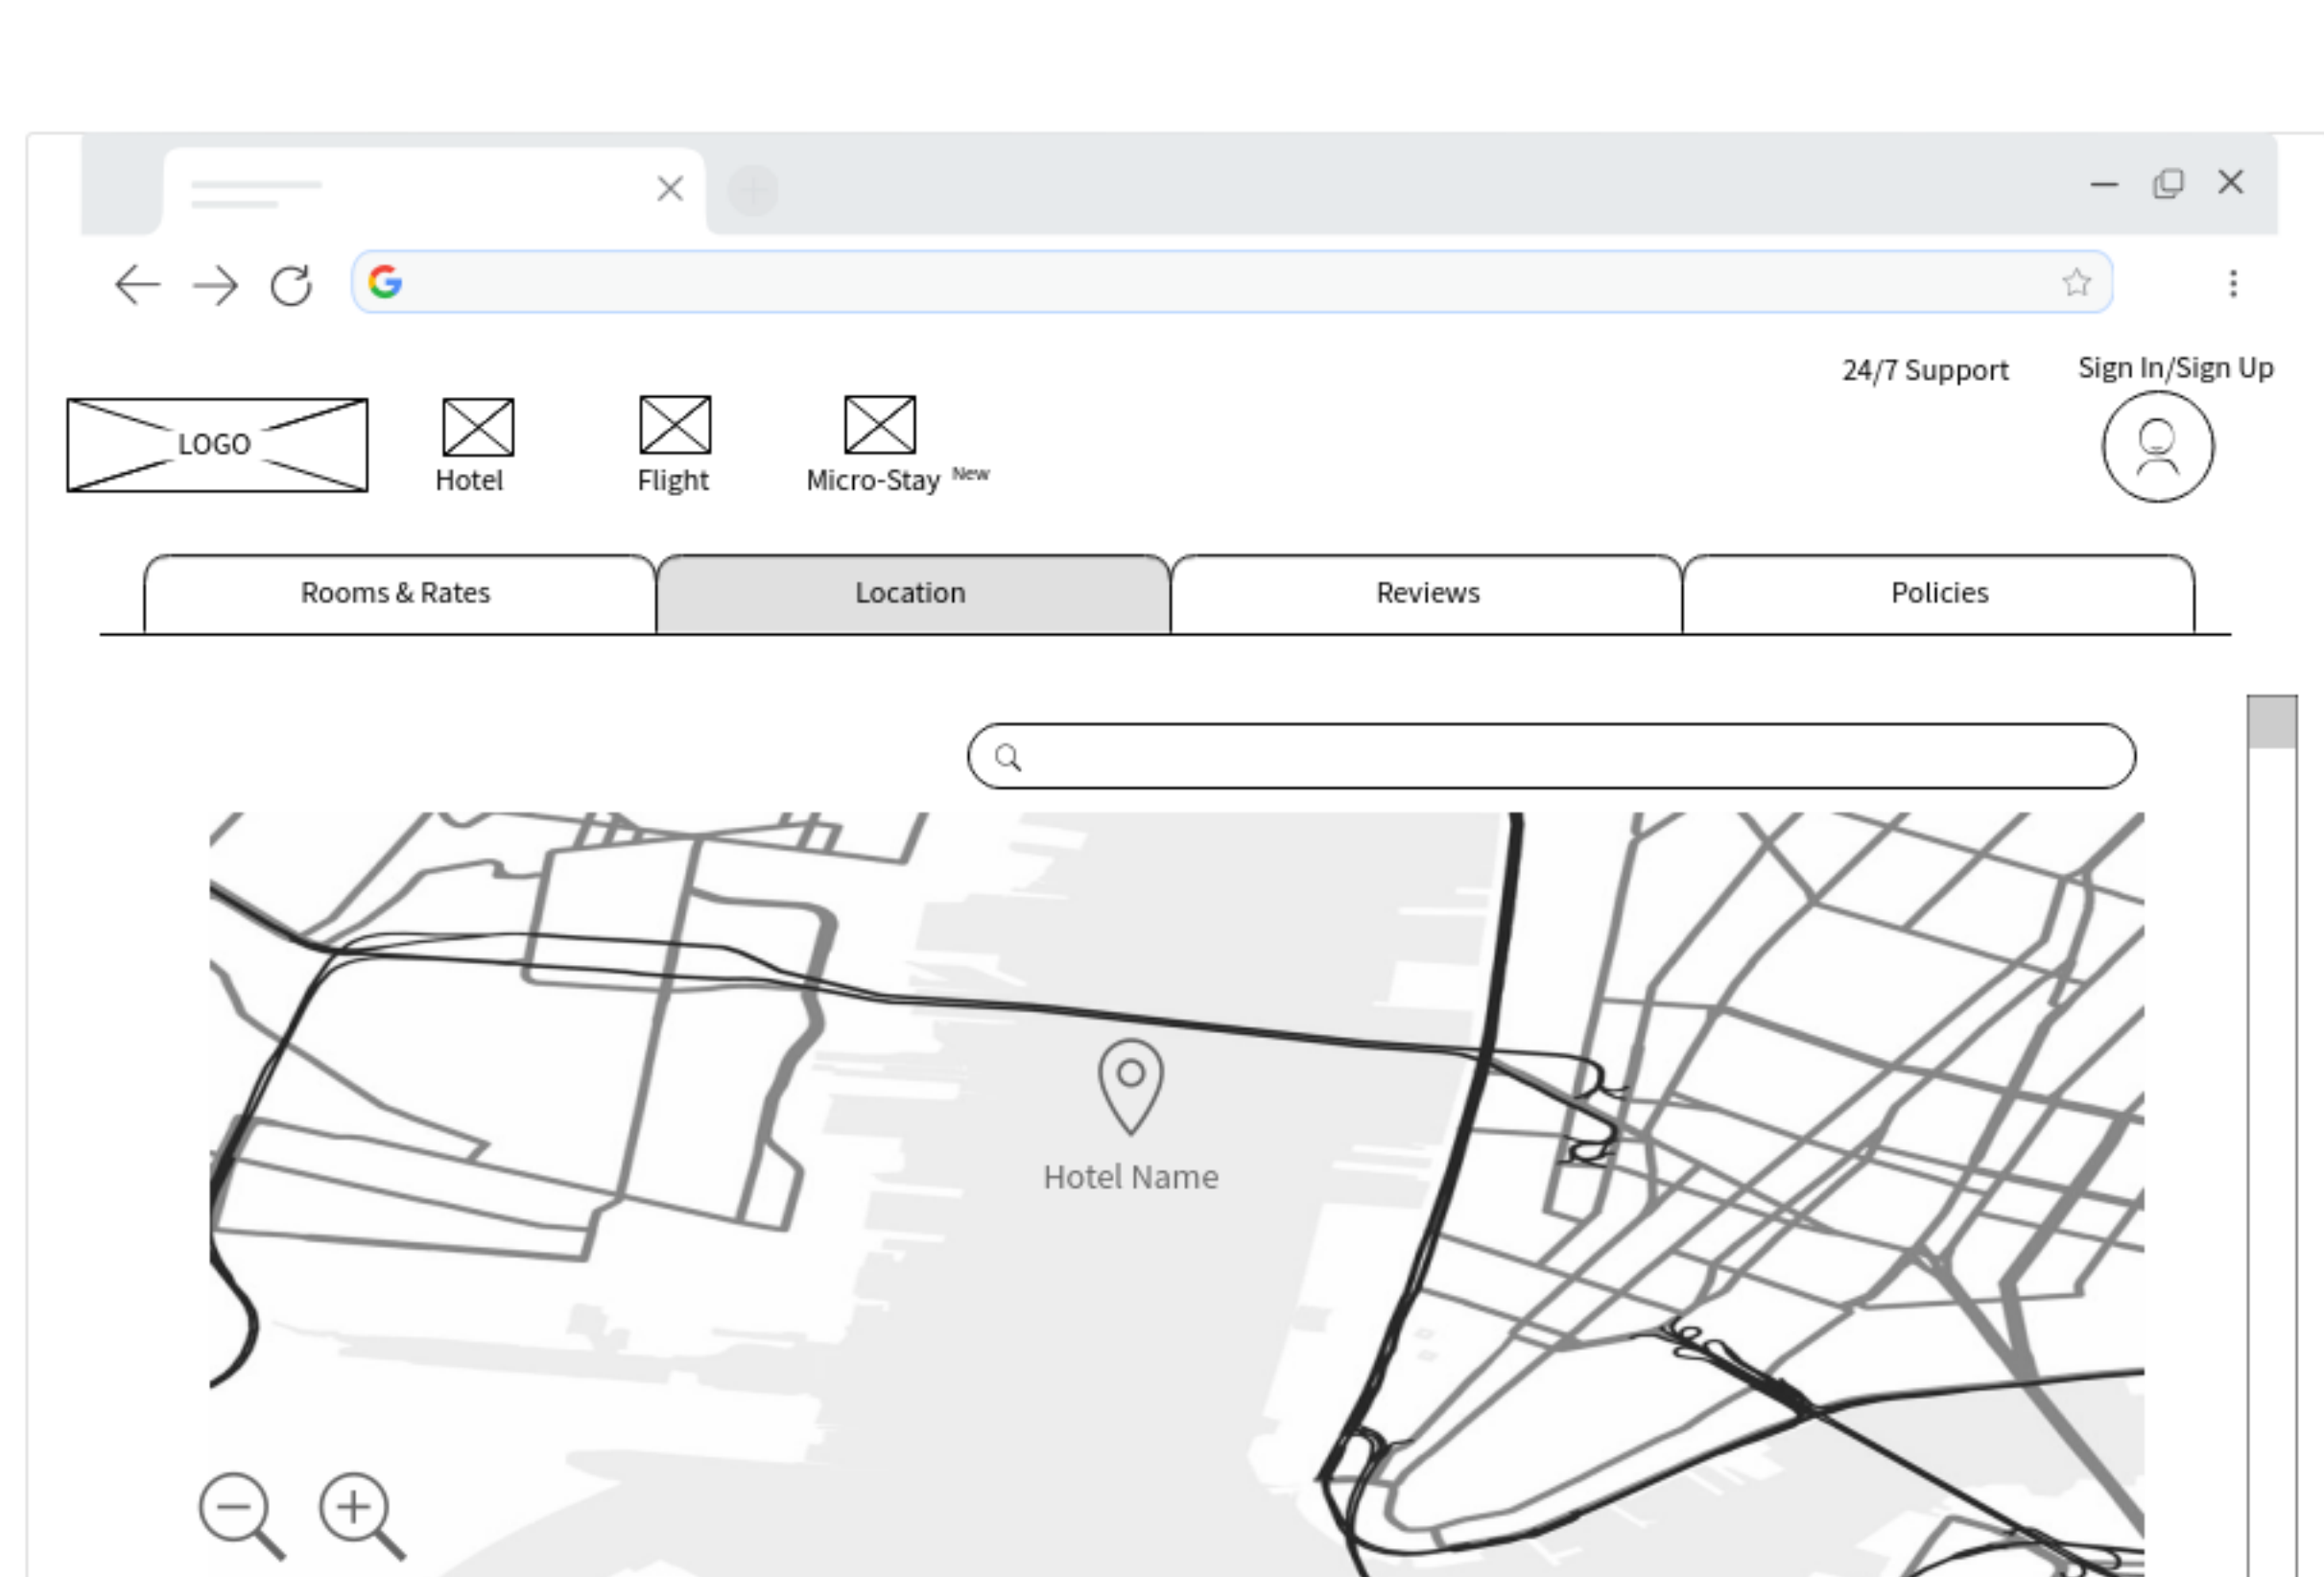 24/7 Support
Sign In/Sign Up
LOGO
Hotel
Flight
Micro-Stay New
Rooms & Rates
Location
Reviews
Policies
Hotel Name